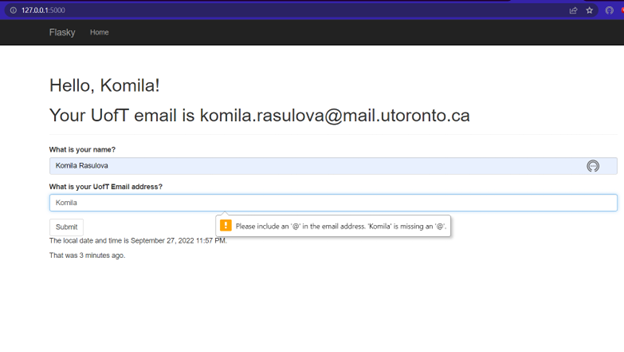 127.0.0.1:5000
Flasky Home
Hello, Komila!
Your UofT email is komila.rasulova@mail.utoronto.ca
What is your name?
Komila Rasulova
What is your UofT Email address?
Komila
Please include an '@' in the email address. 'Komila' is missing an '@'.
Submit
The local date and time is September 27, 2022 11:57 PM.
That was 3 minutes ago.